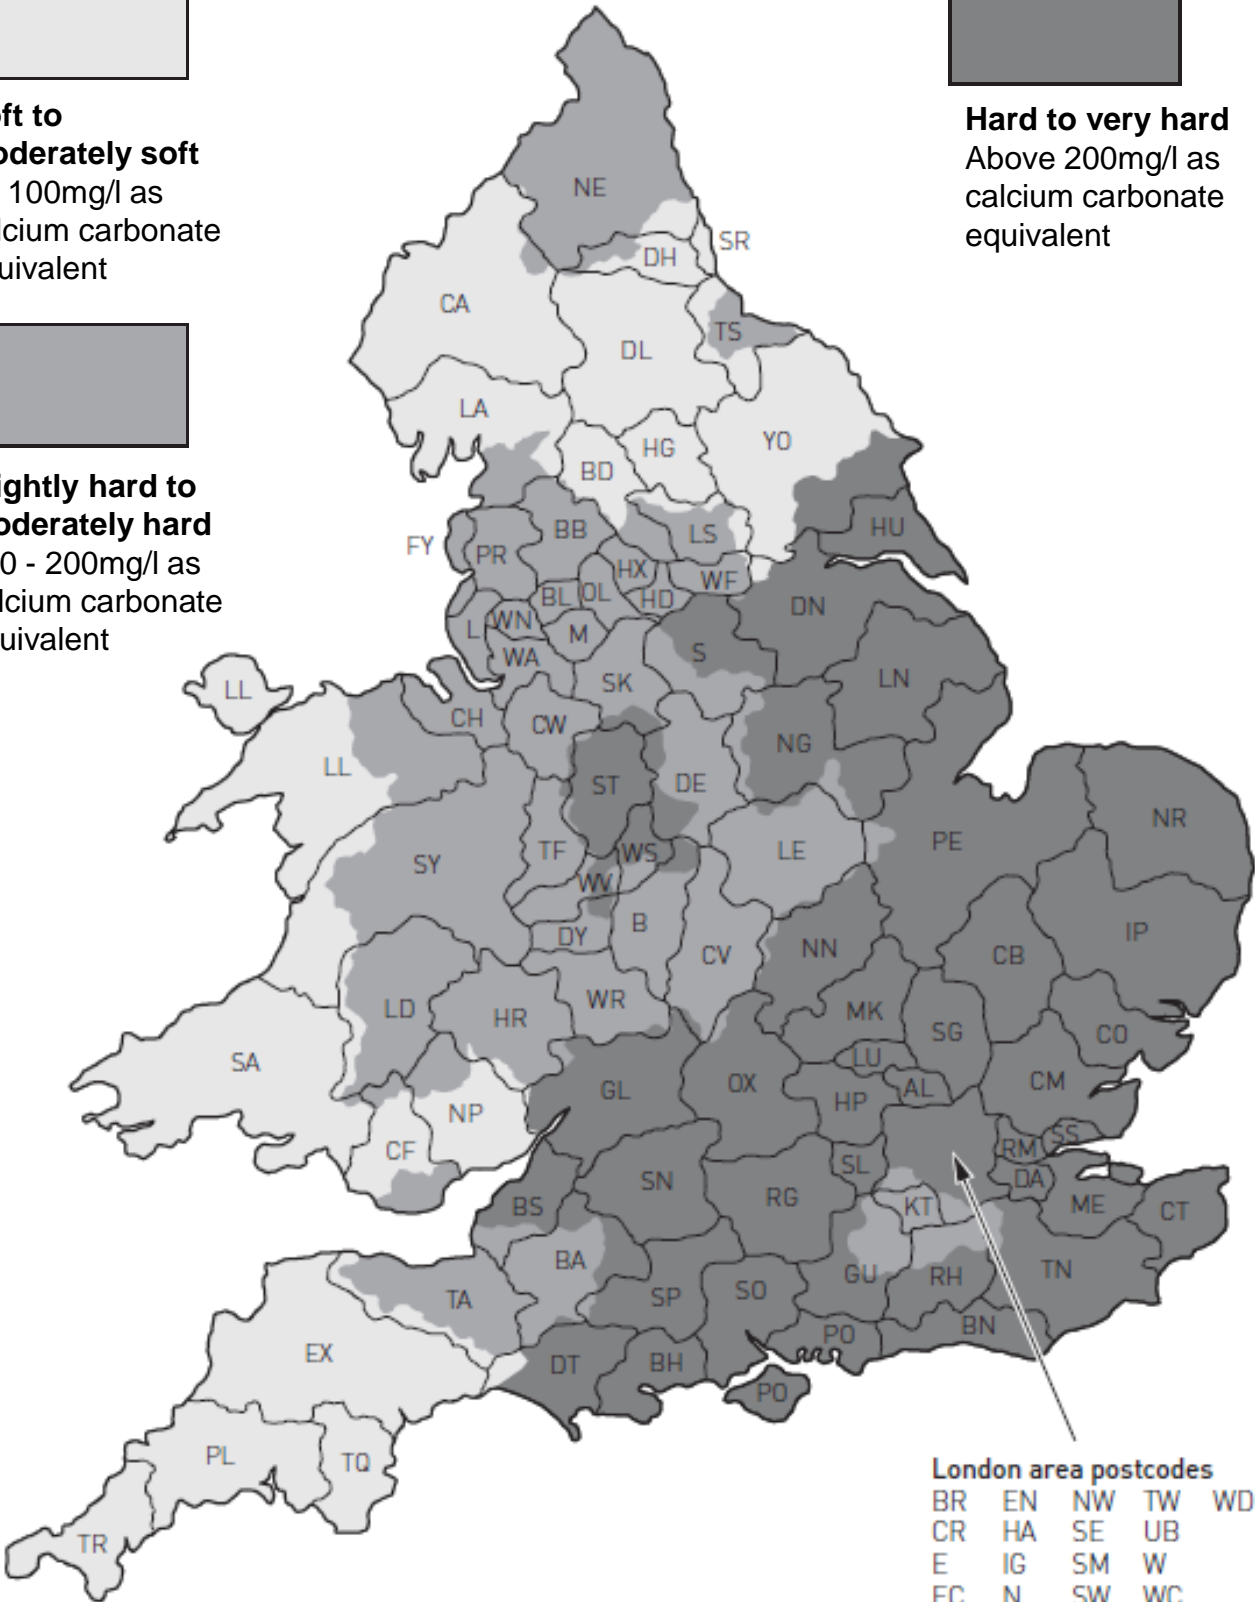 ft to
oderately soft
100mg/l as
lcium carbonate
uivalent
ightly hard to
oderately hard
0 - 200mg/l as
lcium carbonate
uivalent
Hard to very hard
Above 200mg/l as
calcium carbonate
equivalent
NE
SR
DH
CA
TS
DL
LA
YO
HG
BD
HU
FY
BB
LS
PR
HX
WF
BL
OL
HD
DN
L
WN
M
WA
S
SK
LL
LN
CH
CW
NG
LL
ST
DE
NR
PE
SY
TF
WS
LE
WV
B
DY
IP
NN
CV
CB
WR
LD
HR
MK
SG
CO
SA
LU
GL
OX
HP
AL
CM
NP
CF
SS
RM
SL
DA
SN
RG
BS
KT
ME
CT
BA
TN
GU
RH
SP
SO
TA
BN
PO
EX
DT
BH
PO
PL
TQ
TR
London area postcodes
BR EN NW TW WD
CR HA SE UB
E IG SM W
EC N SW WC